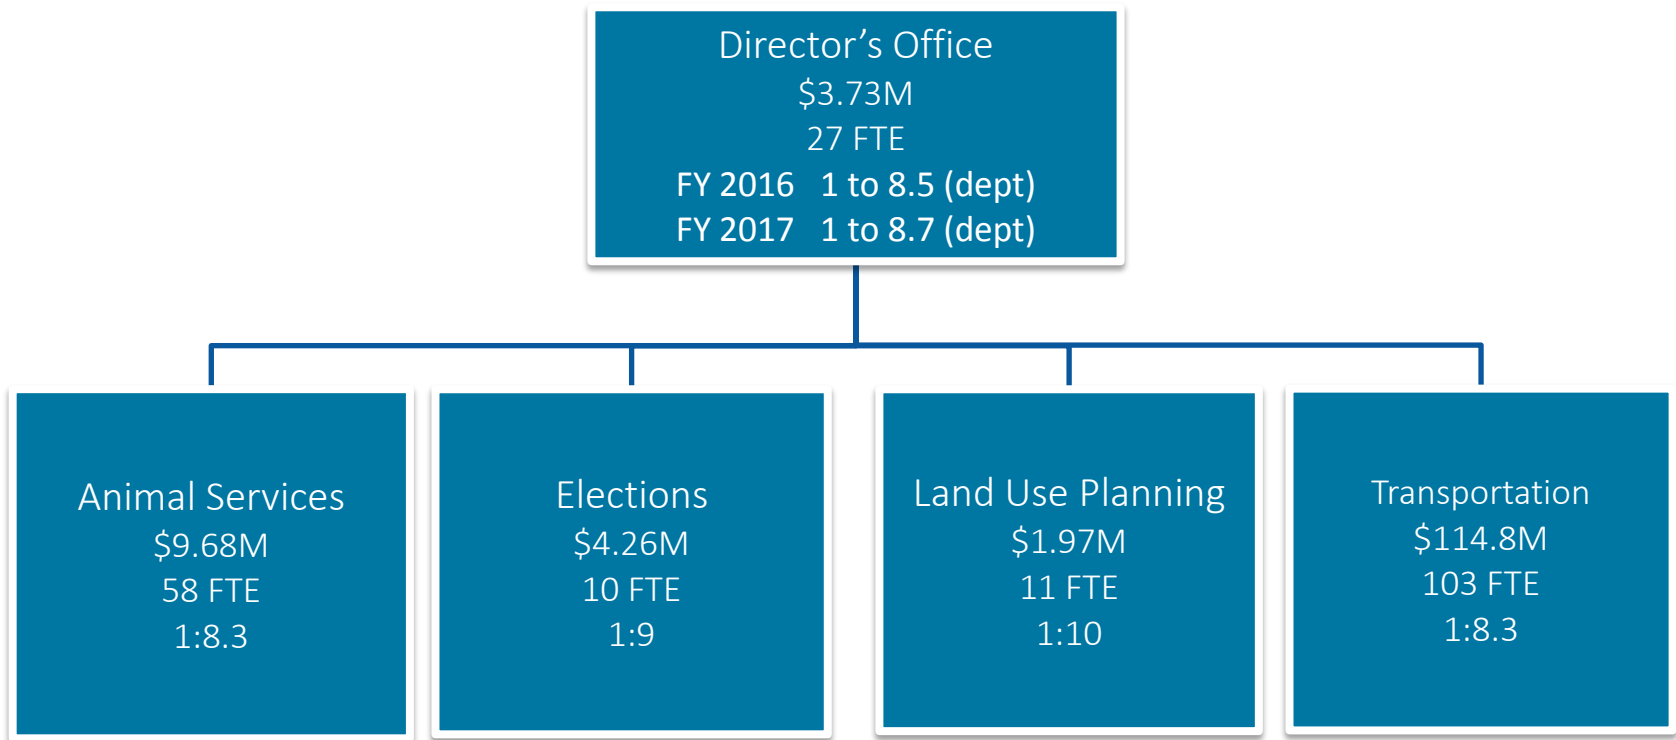 Director’s Office
$3.73M
27 FTE
FY 2016 1 to 8.5 (dept)
FY 2017 1 to 8.7 (dept)
Animal Services
$9.68M
58 FTE
1:8.3
Elections
$4.26M
10 FTE
1:9
Land Use Planning
$1.97M
11 FTE
1:10
Transportation
$114.8M
103 FTE
1:8.3